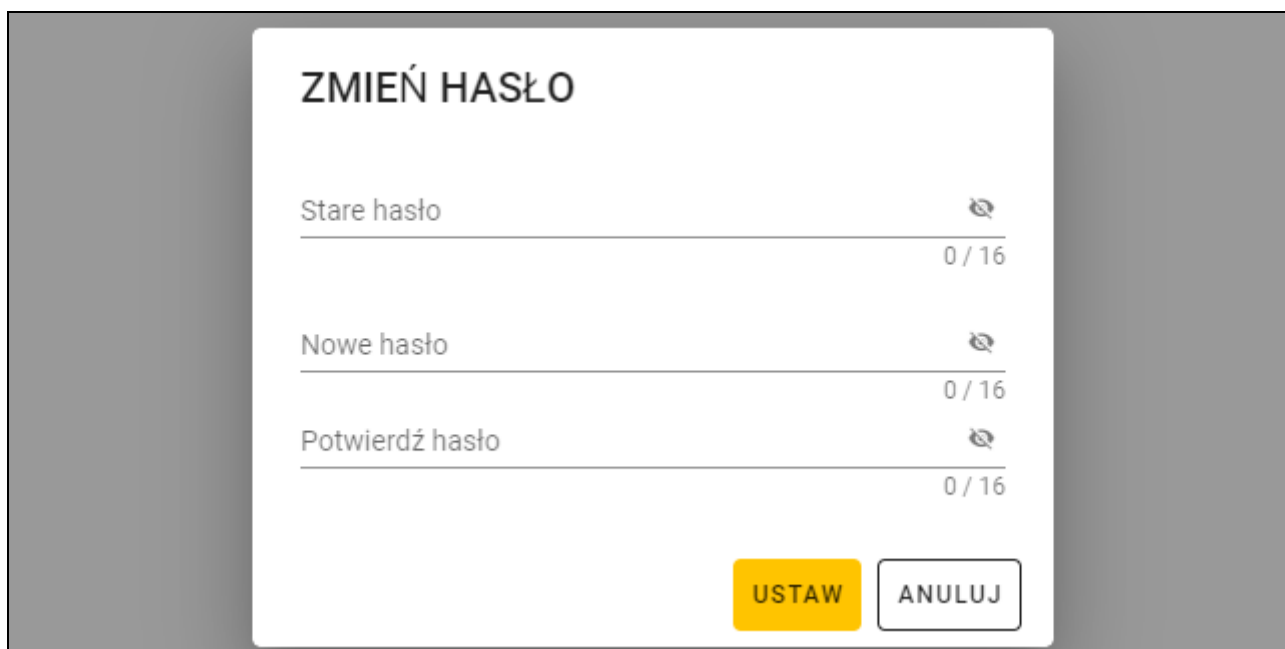 ZMIEŃ HASŁO
Stare hasło
0 / 16
Nowe hasło
0 / 16
Potwierdź hasło
0 / 16
USTAW ANULUJ